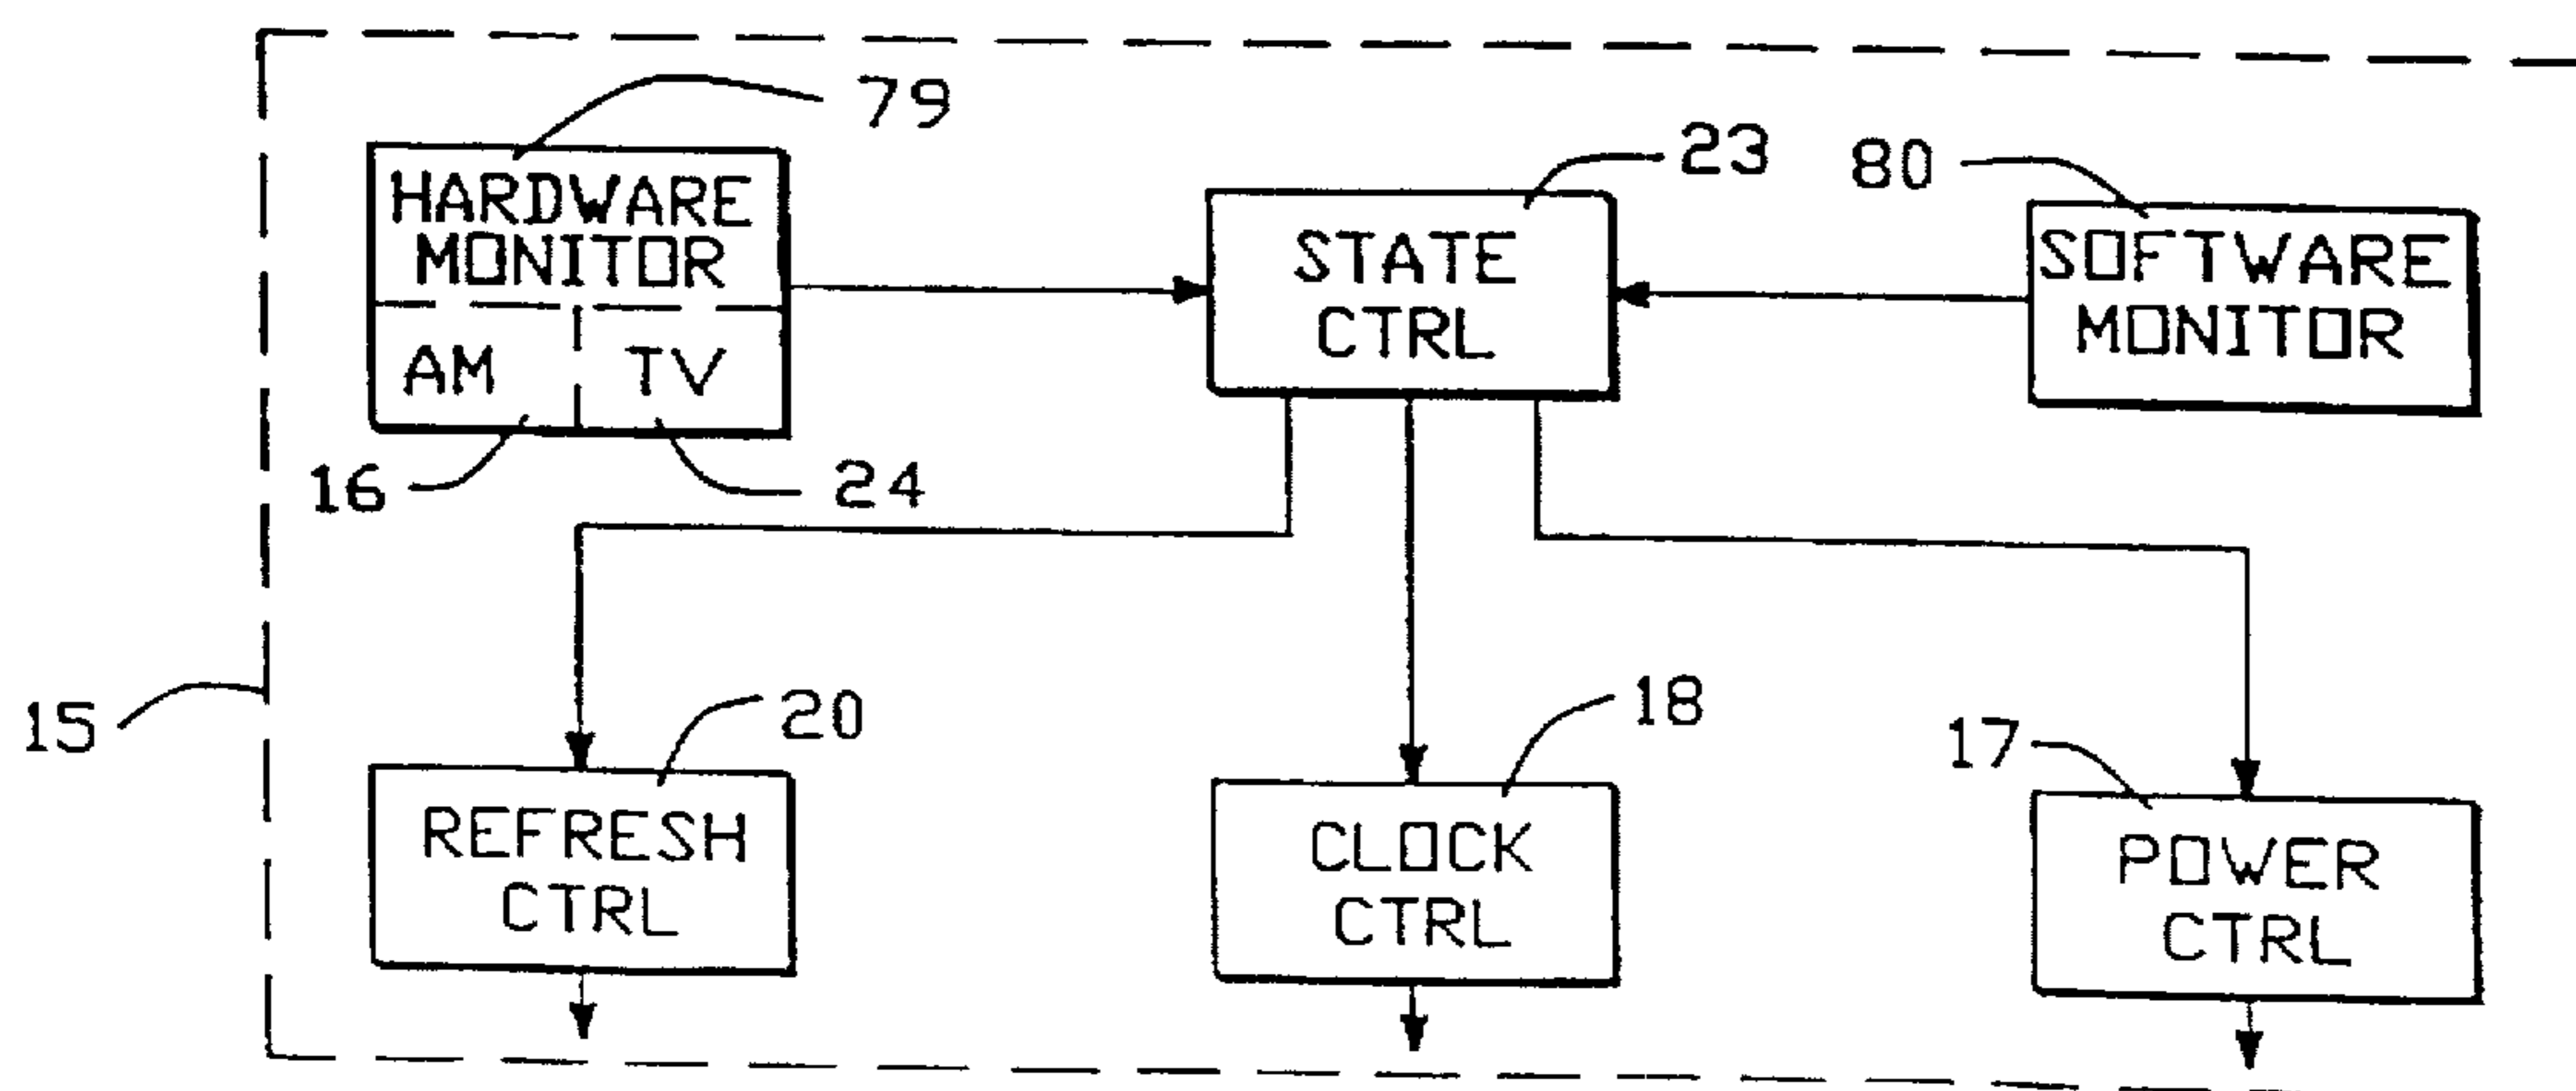 79
HARDWARE
MONITOR
AM
TV
16
24
23
STATE
CTRL
80
SOFTWARE
MONITOR
15
20
REFRESH
CTRL
18
CLOCK
CTRL
17
POWER
CTRL